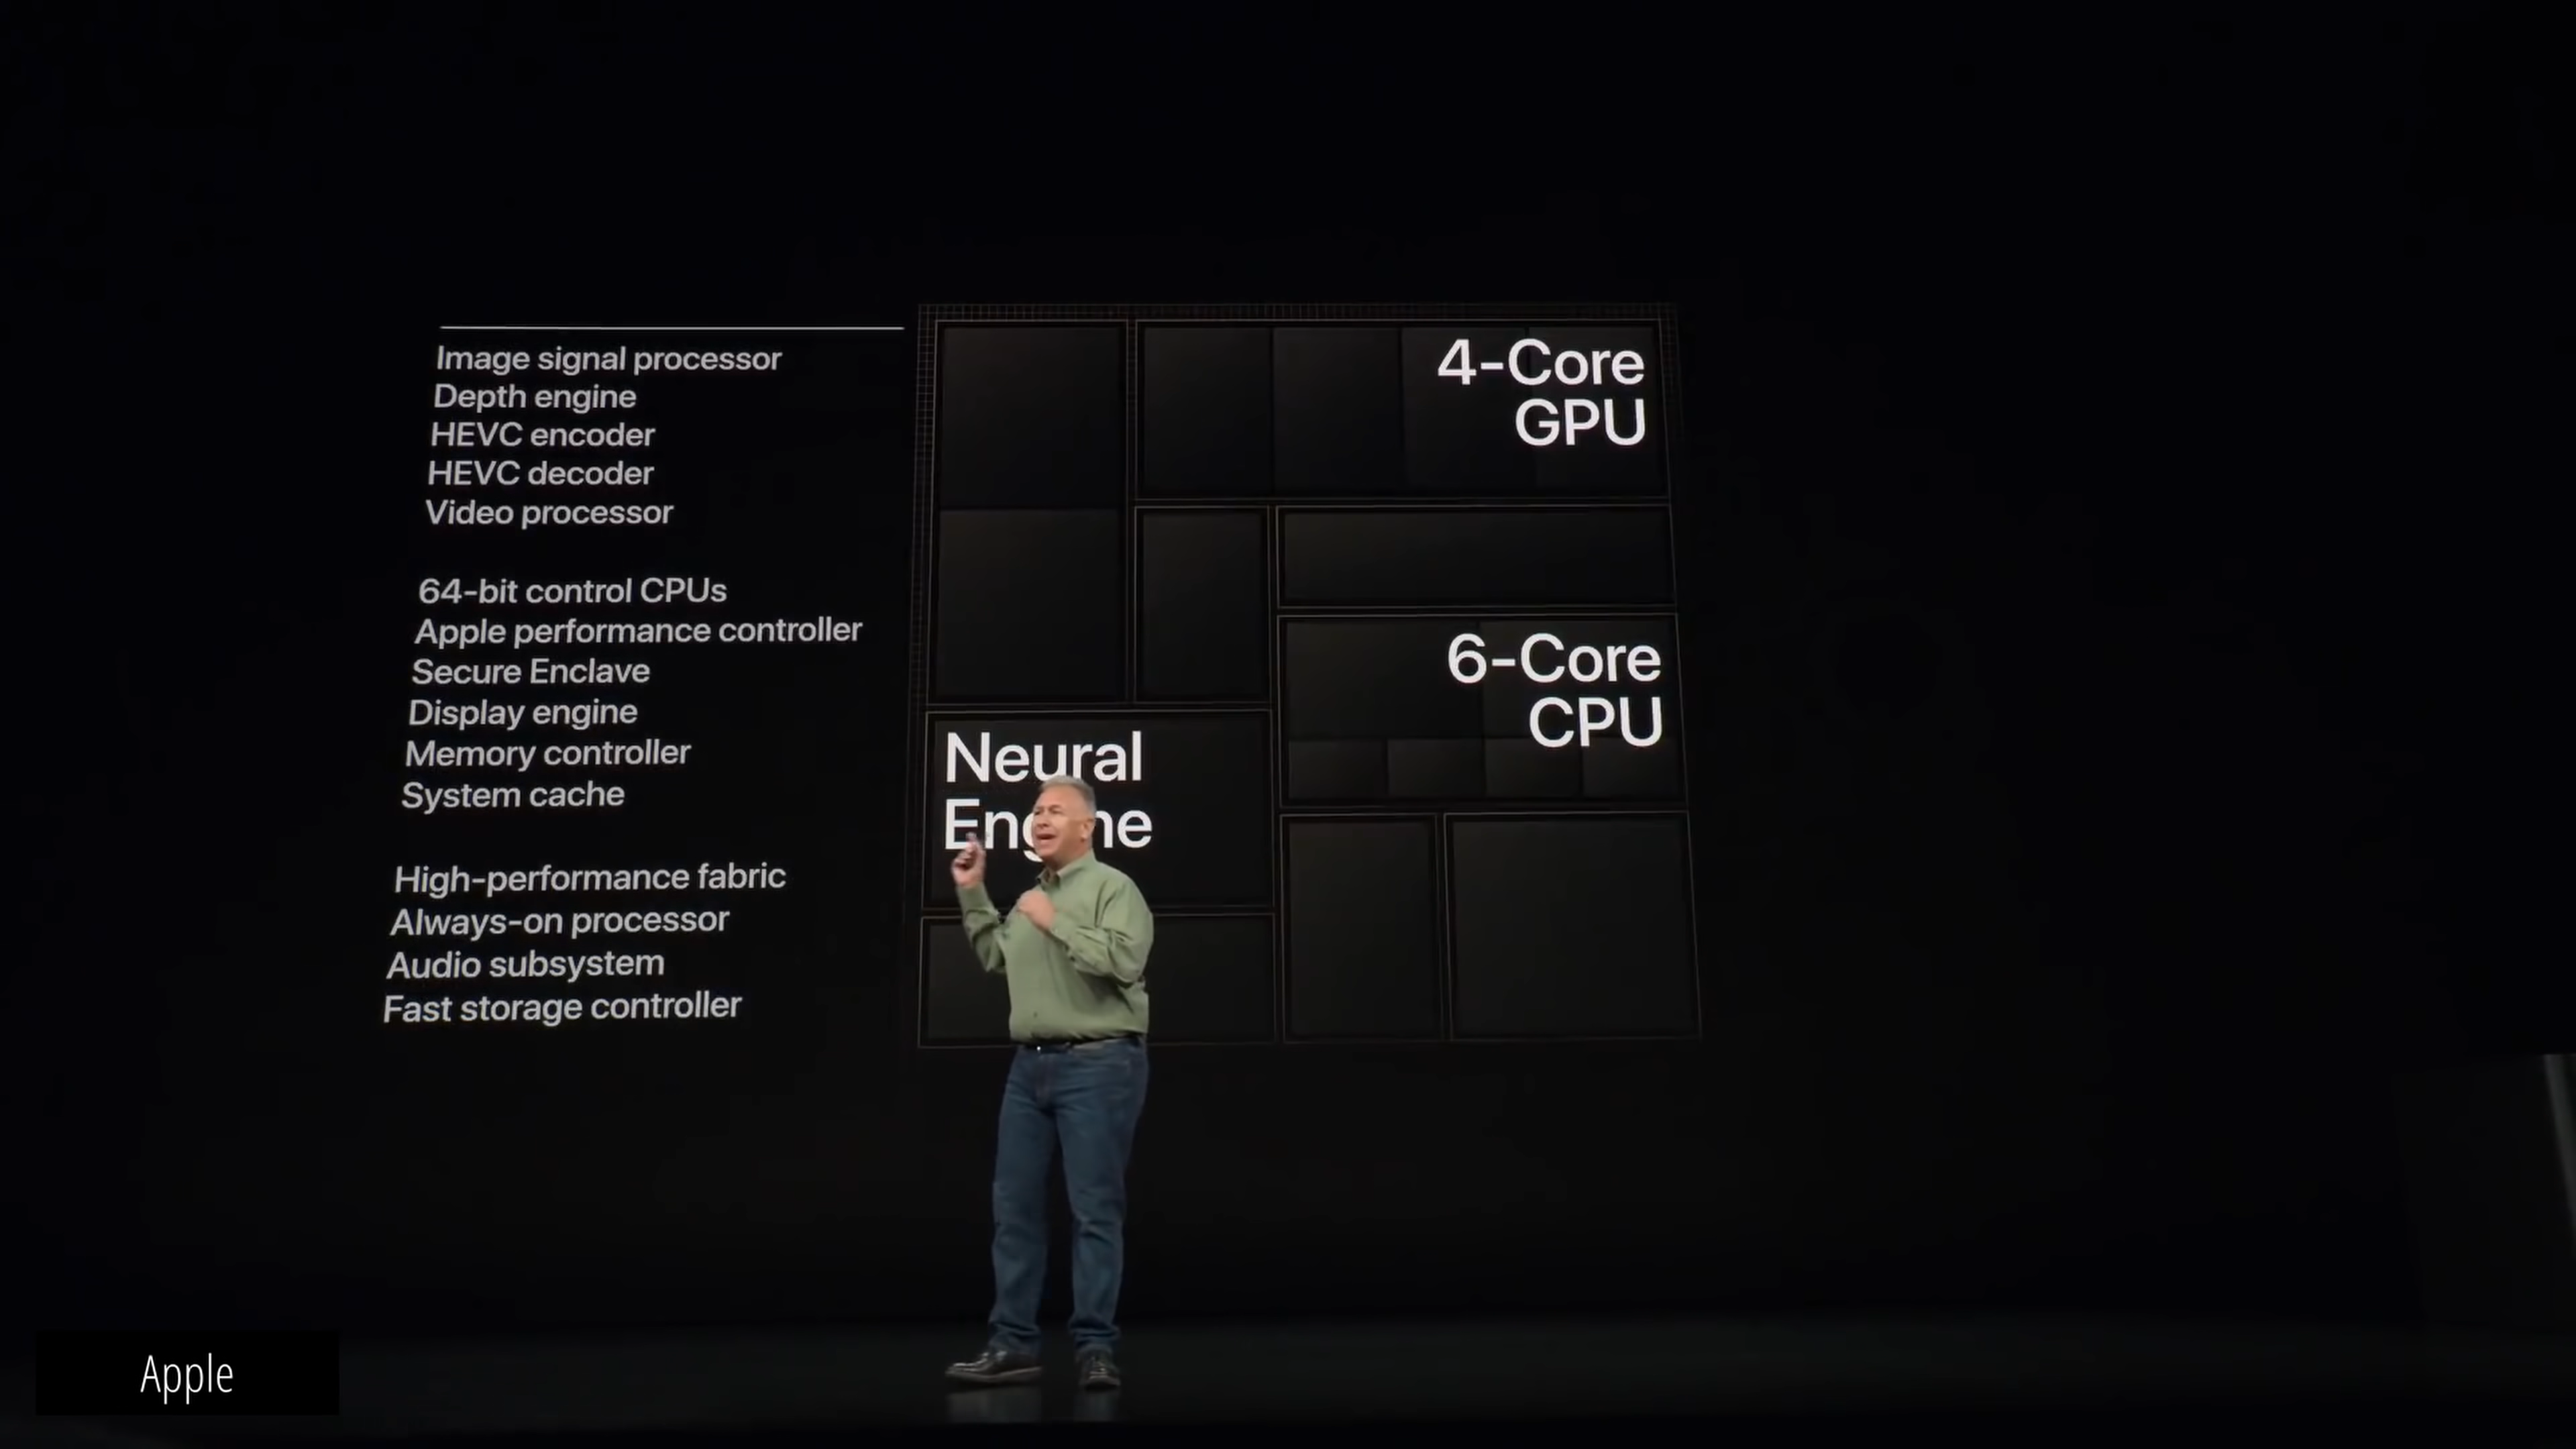 Image signal processor
Depth engine
HEVC encoder
HEVC decoder
Video processor
64-bit control CPUs
Apple performance controller
Secure Enclave
Display engine
Memory controller
System cache
High-performance fabric
Always-on processor
Audio subsystem
Fast storage controller
4-Core
GPU
6-Core
CPU
Neural
Engine
Apple